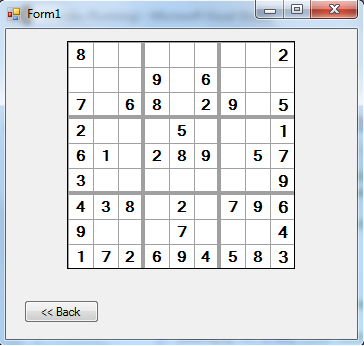 Form1
8 2
9 6
7 6 8 2 9 5
2 5 1
6 1 2 8 9 5 7
3 9
4 3 8 2 7 9 6
9 7 4
1 7 2 6 9 4 5 8 3
<< Back